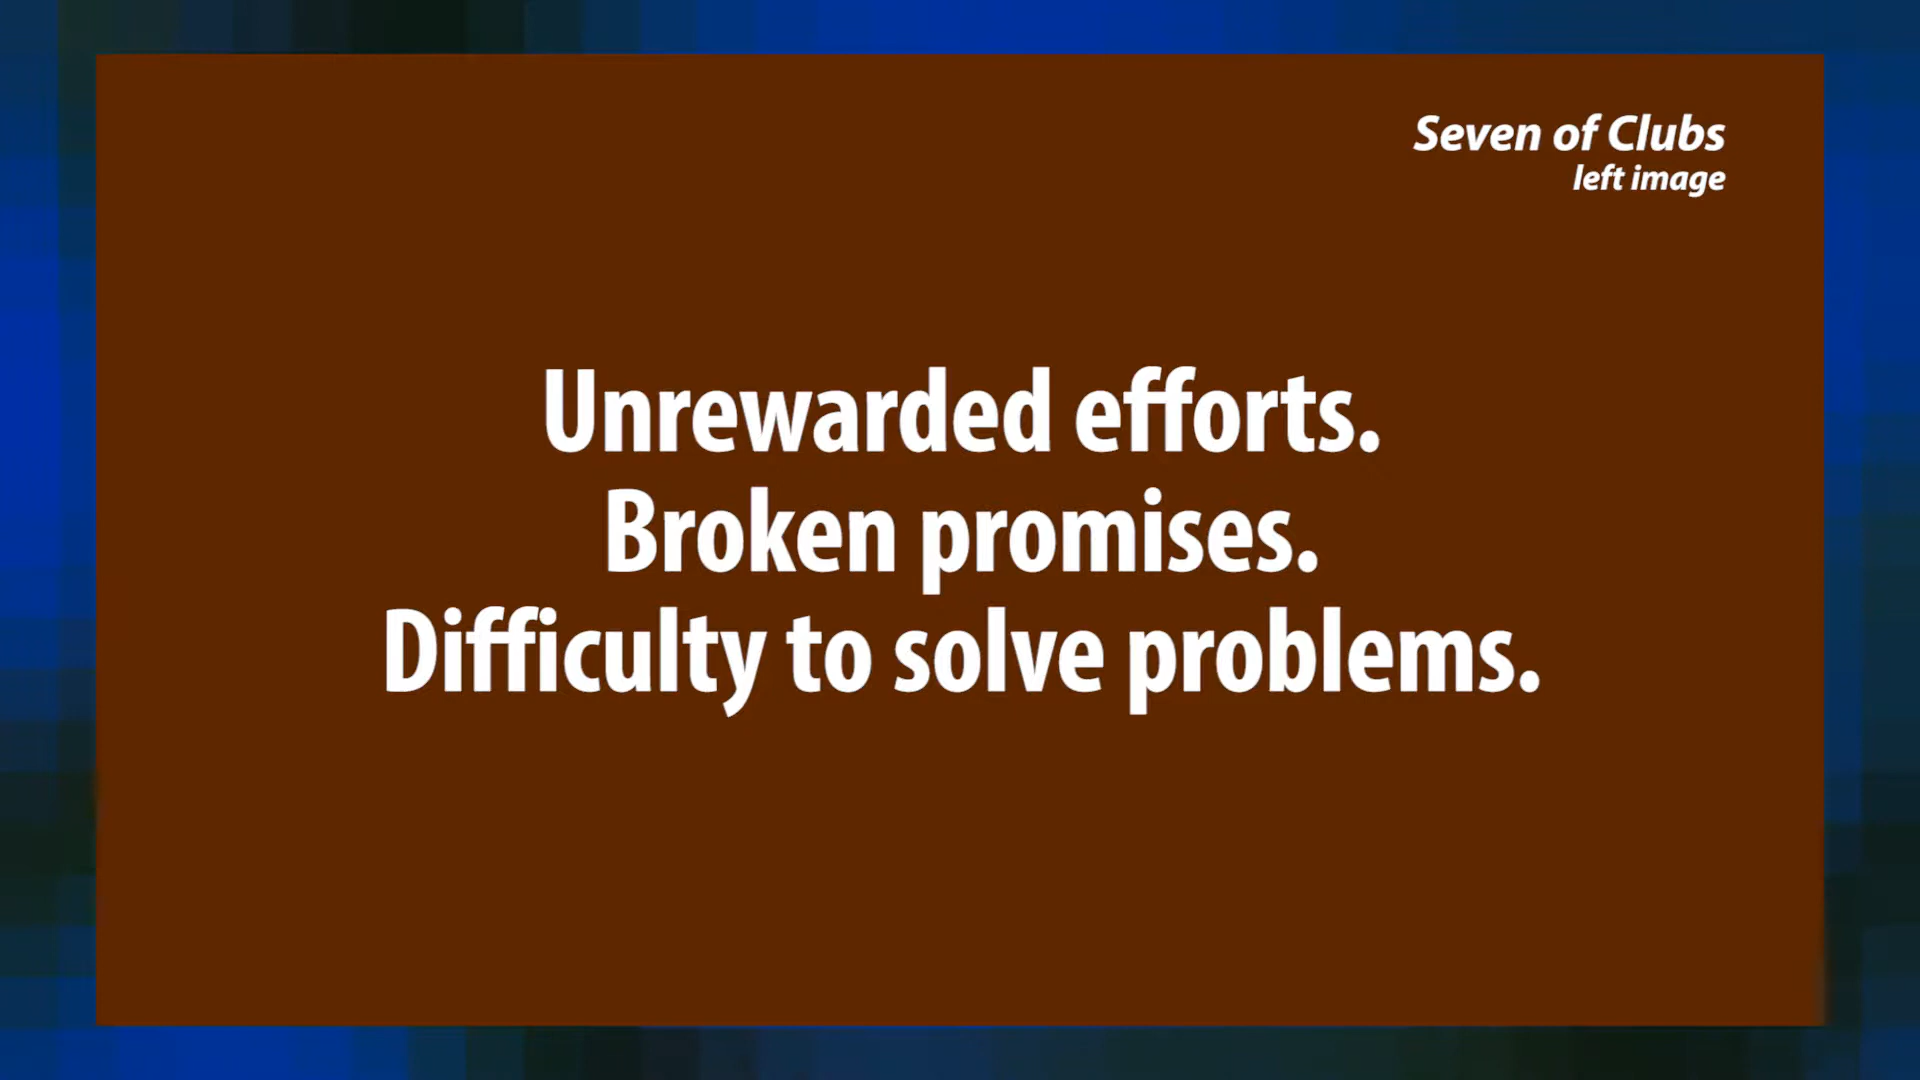 Seven of Clubs
left image
Unrewarded efforts.
Broken promises.
Difficulty to solve problems.